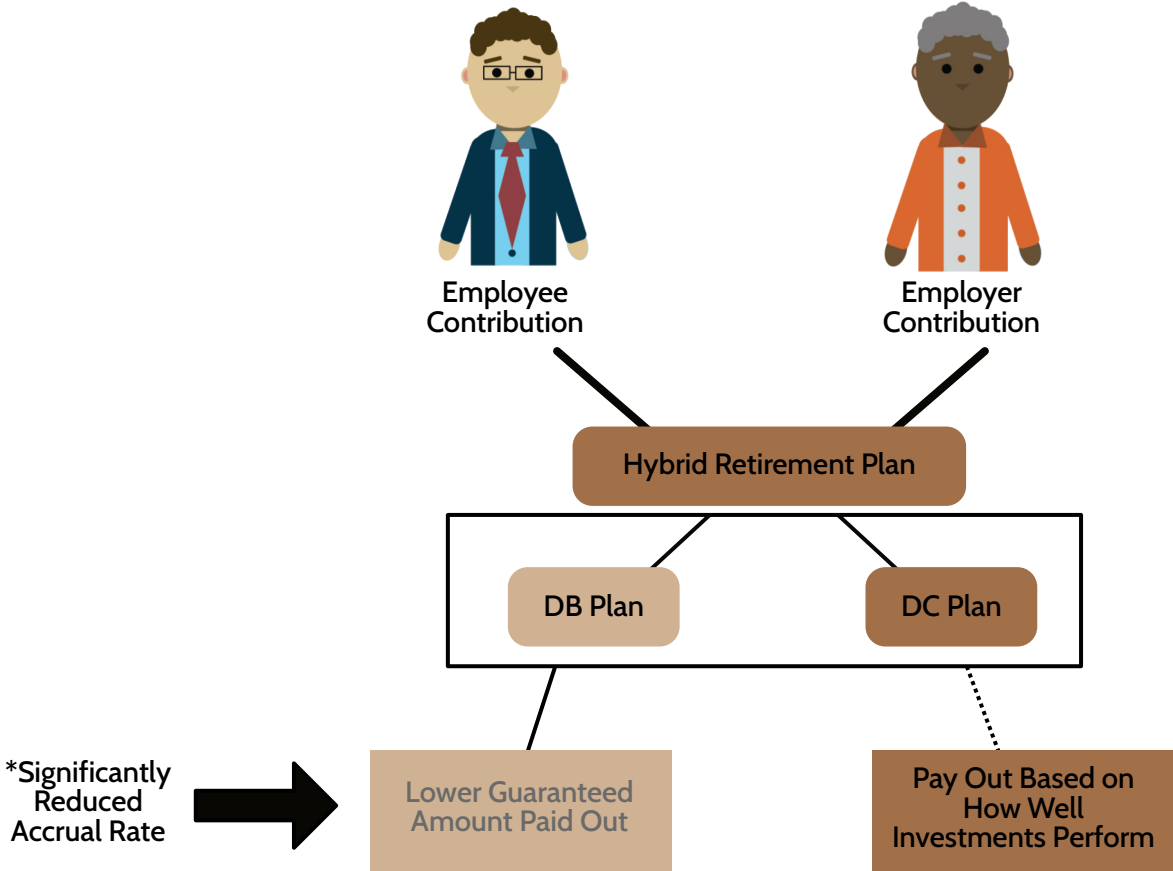 Employee
Contribution
Employer
Contribution
Hybrid Retirement Plan
DB Plan
DC Plan
*Significantly
Reduced
Accrual Rate
Lower Guaranteed
Amount Paid Out
Pay Out Based on
How Well
Investments Perform